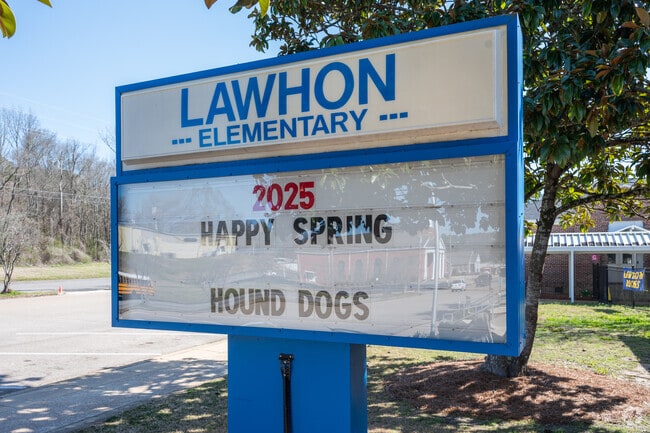 LAWHON
--- ELEMENTARY ---
2025
HAPPY SPRING
HOUND DOGS